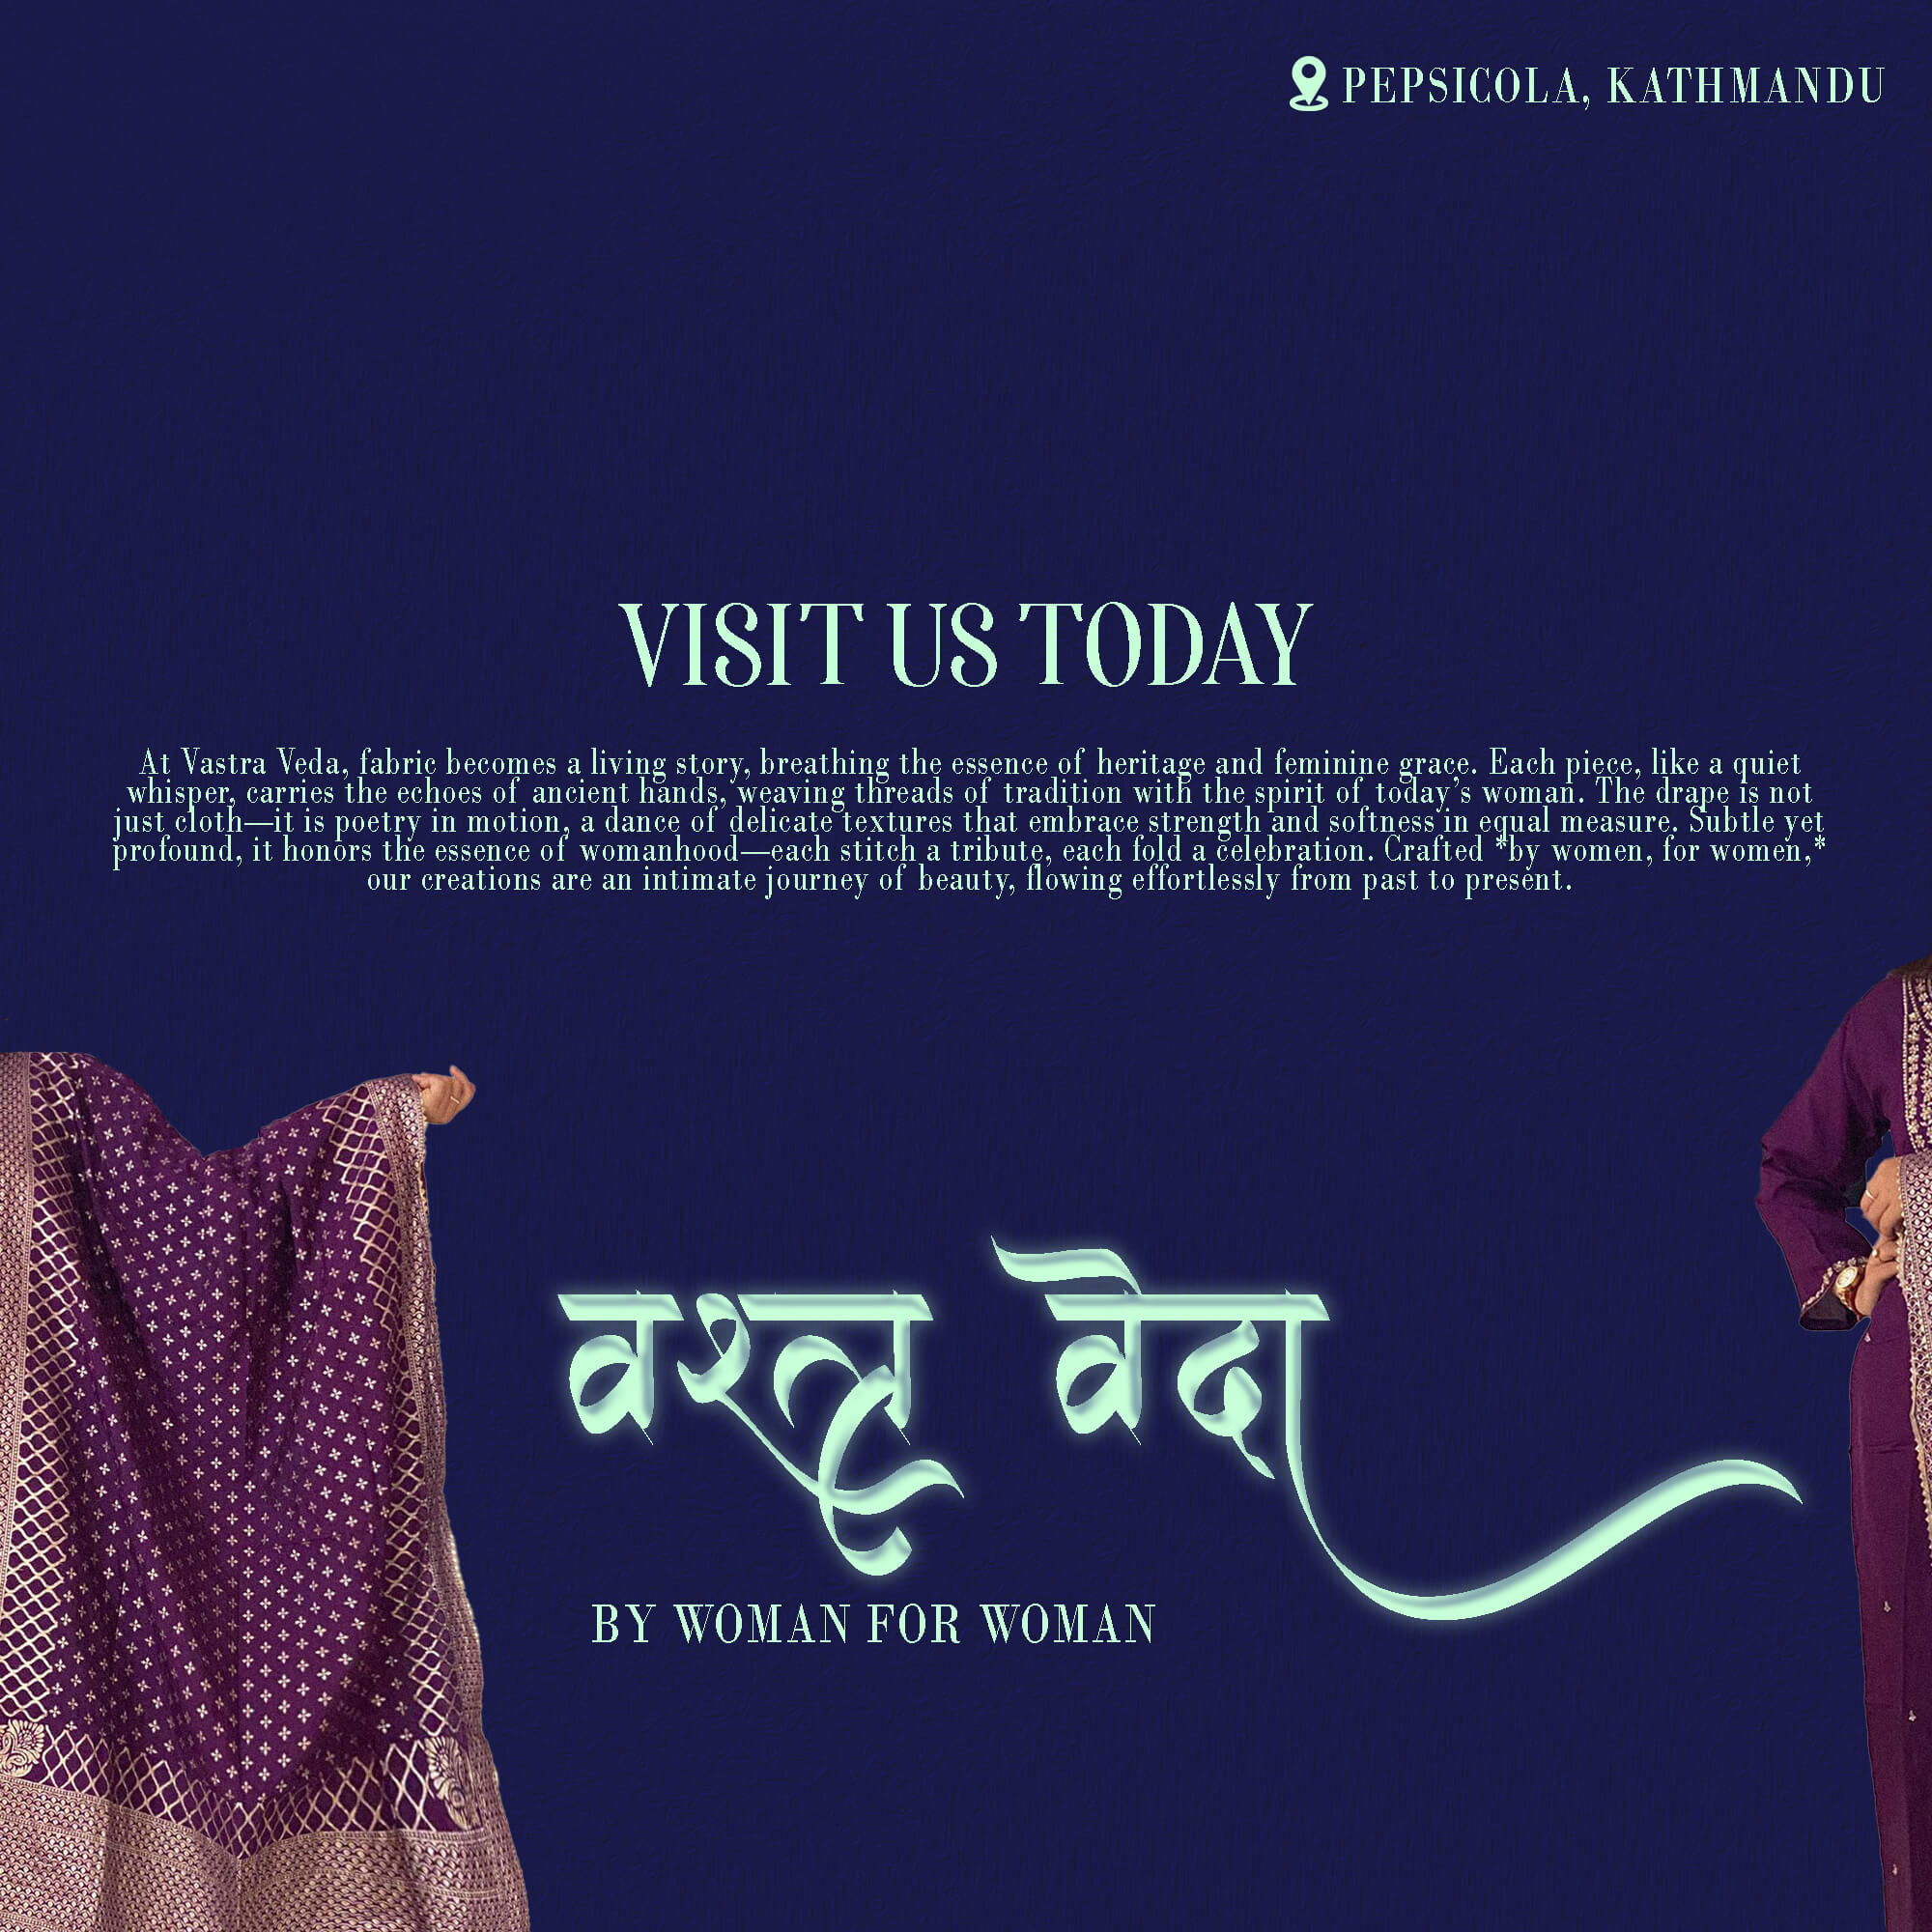 PEPSICOLA, KATHMANDU
VISIT US TODAY
At Vastra Veda, fabric becomes a living story, breathing the essence of heritage and feminine grace. Each piece, like a quiet
whisper, carries the echoes of ancient hands, weaving threads of tradition with the spirit of today's woman. The drape is not
just cloth—it is poetry in motion, a dance of delicate textures that embrace strength and softness in equal measure. Subtle yet
profound, it honors the essence of womanhood—each stitch a tribute, each fold a celebration. Crafted *by women, for women,*
our creations are an intimate journey of beauty, flowing effortlessly from past to present.
वस्त्र वेदा
BY WOMAN FOR WOMAN